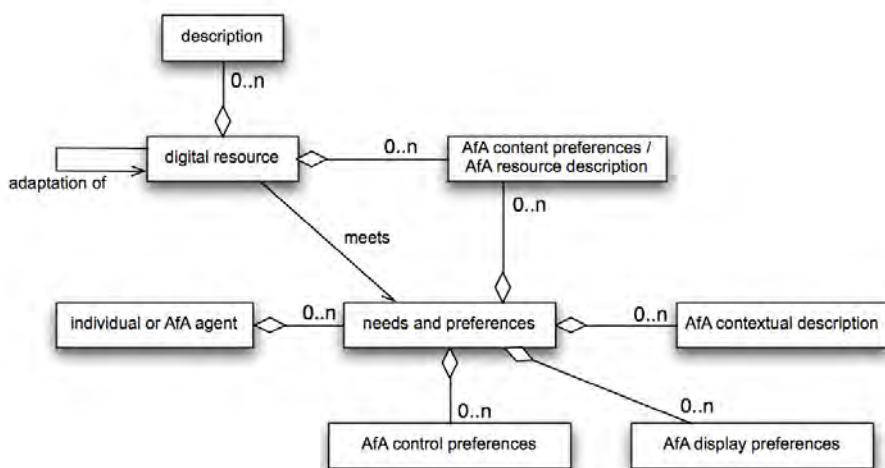 description
0..n
digital resource
0..n
AfA content preferences /
AfA resource description
adaptation of
0..n
meets
individual or AfA agent
0..n
needs and preferences
0..n
AfA contextual description
0..n
0..n
AfA control preferences
AfA display preferences